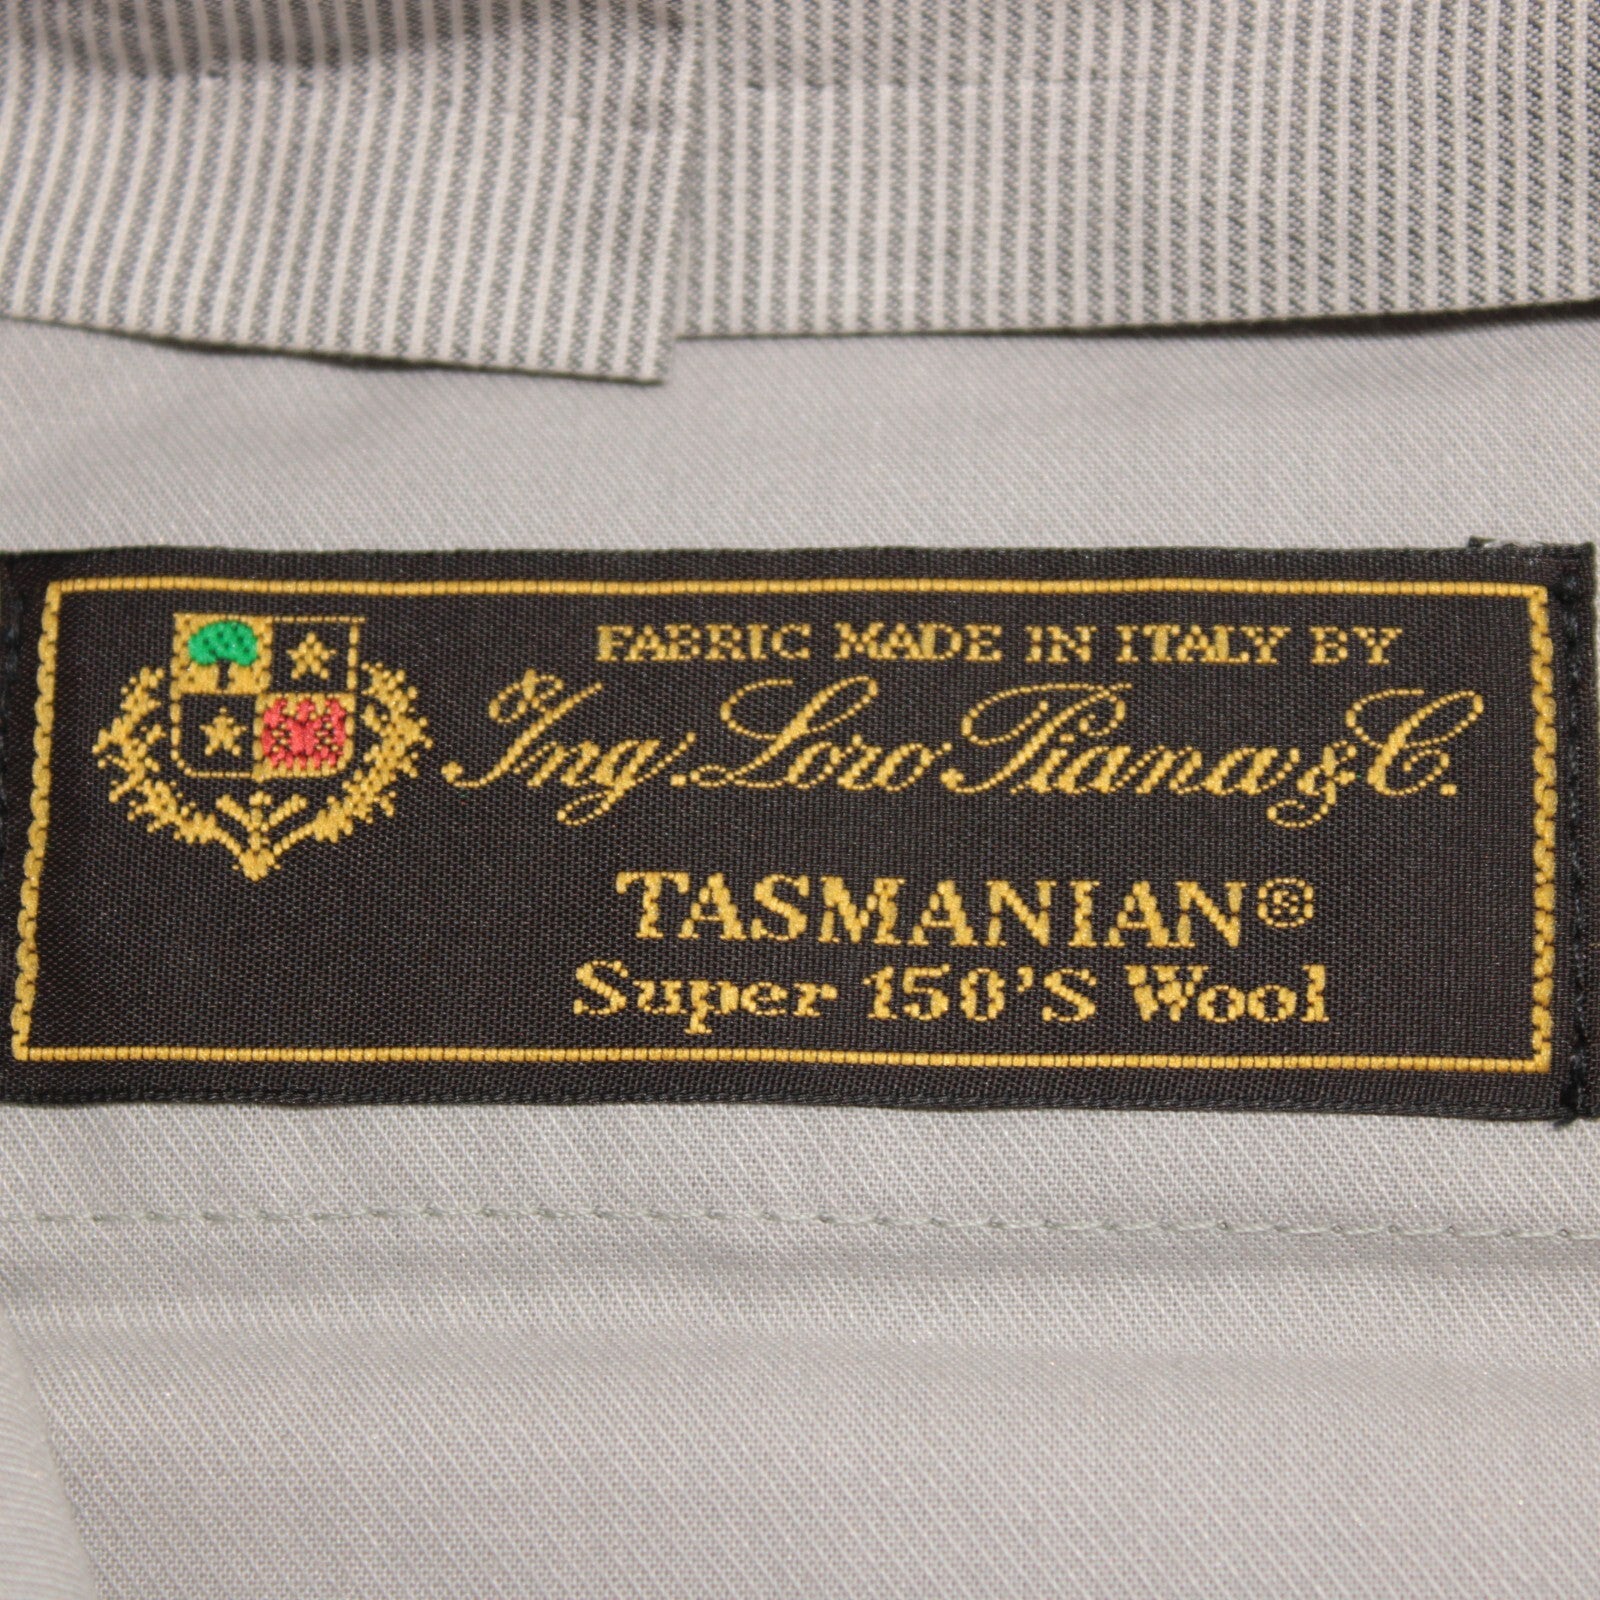 FABRIC MADE IN ITALY BY
Ing. Loro Piana & C.
TASMANIAN®
Super 150'S Wool